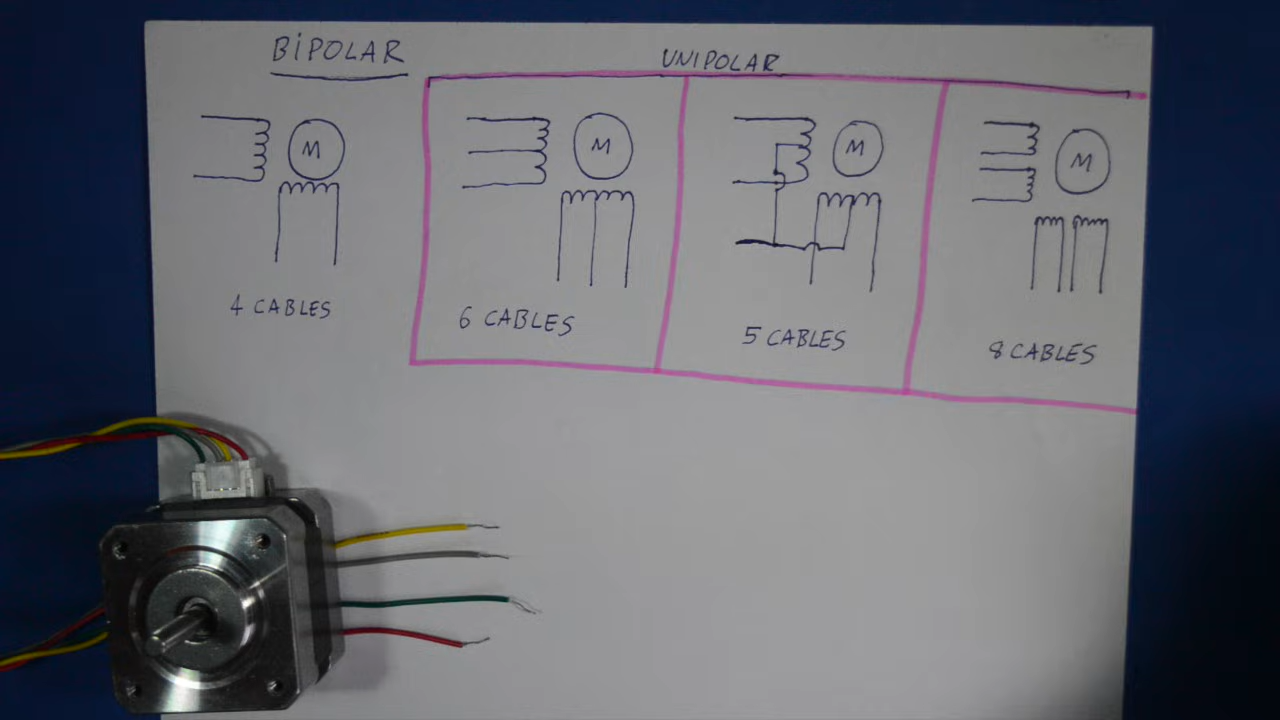 BiPOLAR
UNIPOLAR
M
M
M
M
4 CABLES
6 CABLES
5 CABLES
8 CABLES